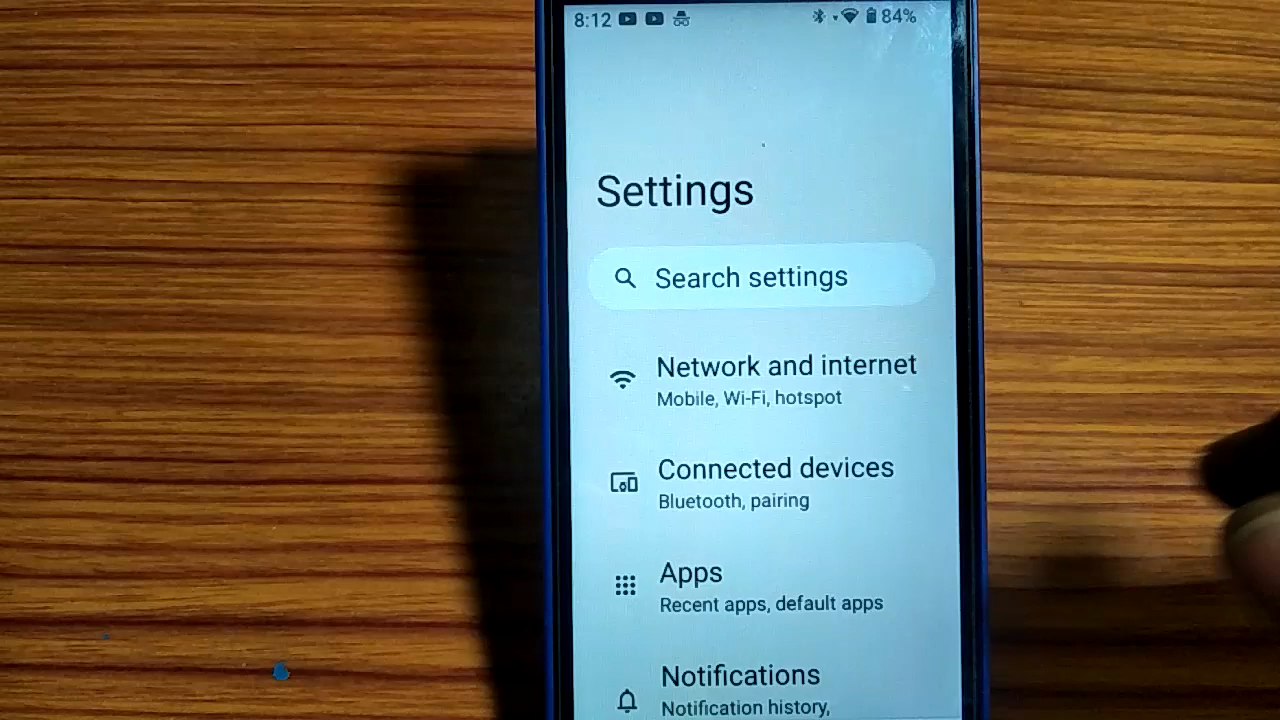 8:12 84%
Settings
Search settings
Network and internet
Mobile, Wi-Fi, hotspot
Connected devices
Bluetooth, pairing
Apps
Recent apps, default apps
Notifications
Notification history,